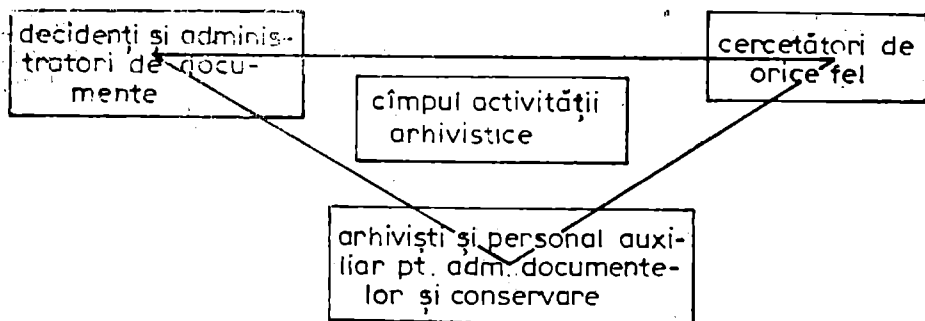 decidenți si adminis-
tratori de docu-
mente
cercetători de
orice fel
cîmpul activității
arhivistice
arhiviști și personal auxi-
liar pt. adm. documente-
lor și conservare